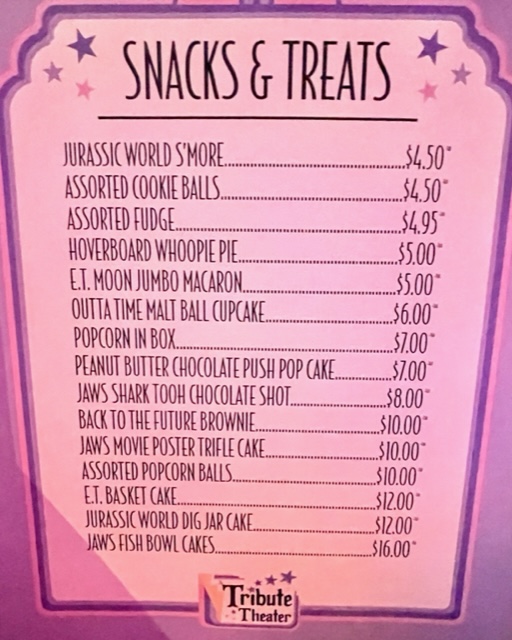 SNACKS & TREATS
JURASSIC WORLD S'MORE........$4.50
ASSORTED COOKIE BALLS........$4.50
ASSORTED FUDGE........$4.95
HOVERBOARD WHOOPIE PIE........$5.00
E.T. MOON JUMBO MACARON........$5.00
OUTTA TIME MALT BALL CUPCAKE........$6.00
POPCORN IN BOX........$7.00
PEANUT BUTTER CHOCOLATE PUSH POP CAKE........$7.00
JAWS SHARK TOOH CHOCOLATE SHOT........$8.00
BACK TO THE FUTURE BROWNIE........$10.00
JAWS MOVIE POSTER TRIFLE CAKE........$10.00
ASSORTED POPCORN BALLS........$10.00
E.T. BASKET CAKE........$12.00
JURASSIC WORLD DIG JAR CAKE........$12.00
JAWS FISH BOWL CAKES........$16.00
Tribute
Theater